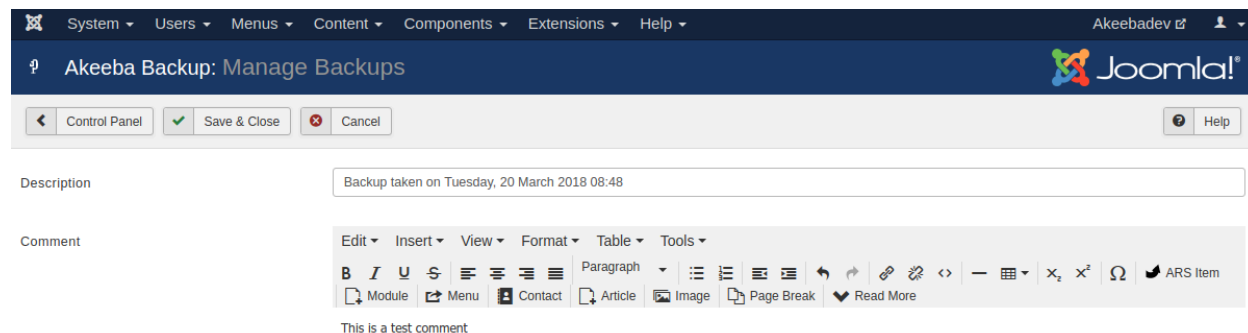 System Users Menus Content Components Extensions Help Akeebadev
Akeeba Backup: Manage Backups Joomla!®
Control Panel Save & Close Cancel Help
Description Backup taken on Tuesday, 20 March 2018 08:48
Comment Edit Insert View Format Table Tools
B I U S Paragraph x₂ x² Ω ARS Item
Module Menu Contact Article Image Page Break Read More
This is a test comment